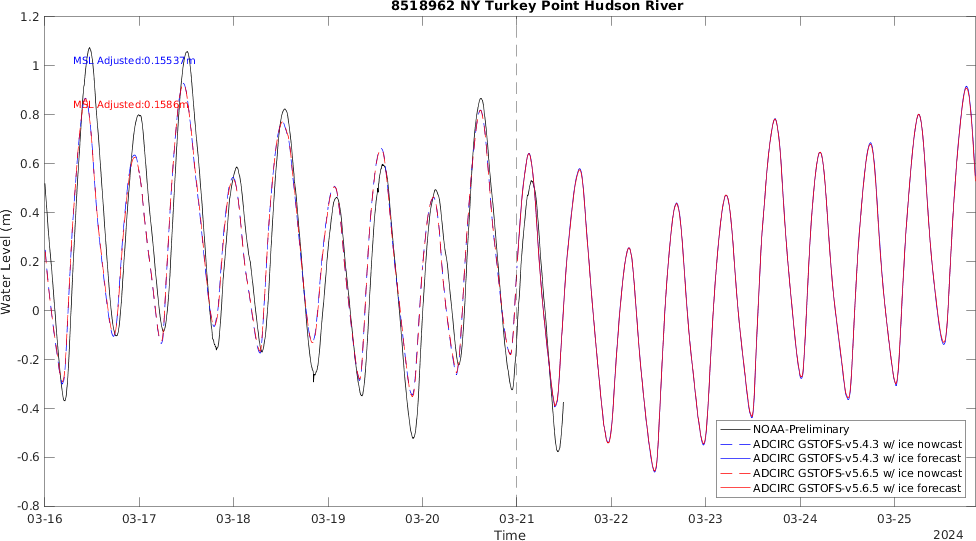 8518962 NY Turkey Point Hudson River
1.2
1
0.8
0.6
0.4
0.2
0
-0.2
-0.4
-0.6
-0.8
Water Level (m)
MSL Adjusted:0.15537m
MSL Adjusted:0.1586m
NOAA-Preliminary
ADCIRC GSTOFS-v5.4.3 w/ ice nowcast
ADCIRC GSTOFS-v5.4.3 w/ ice forecast
ADCIRC GSTOFS-v5.6.5 w/ ice nowcast
ADCIRC GSTOFS-v5.6.5 w/ ice forecast
03-16 03-17 03-18 03-19 03-20 03-21 03-22 03-23 03-24 03-25
Time
2024